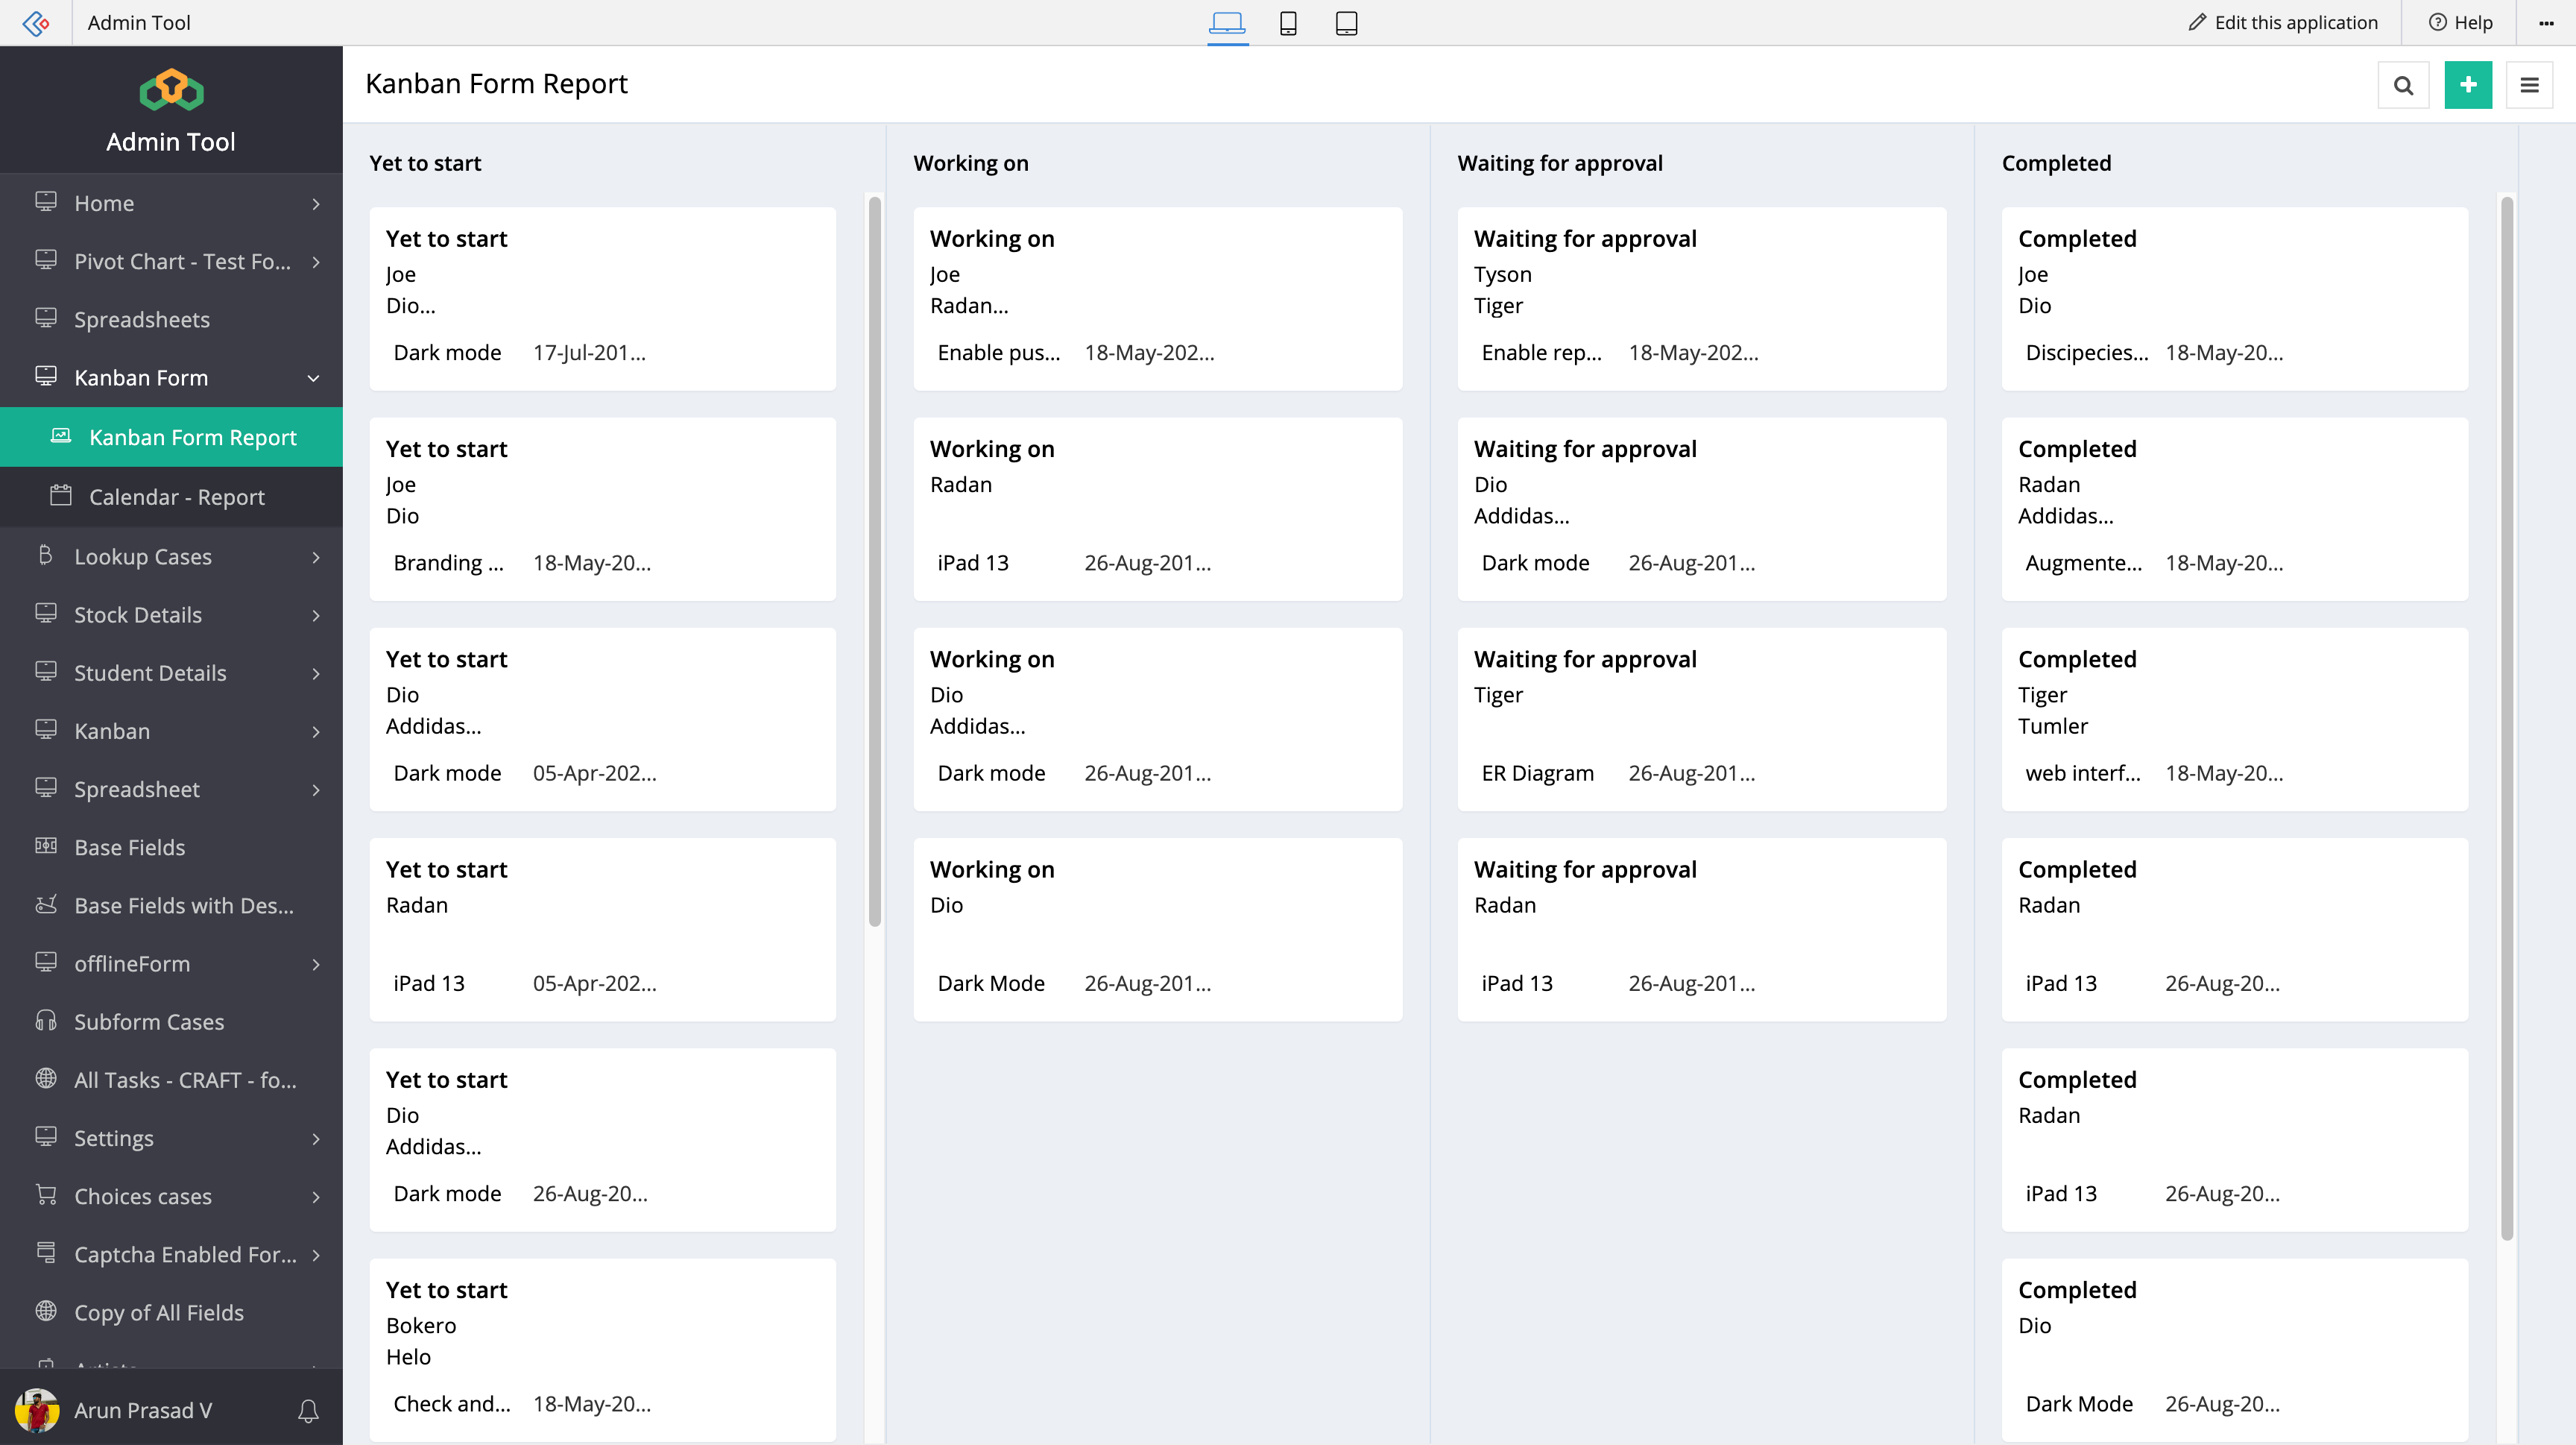 Admin Tool
Edit this application
Help
Admin Tool
Home
Pivot Chart - Test Fo...
Spreadsheets
Kanban Form
Kanban Form Report
Calendar - Report
Lookup Cases
Stock Details
Student Details
Kanban
Spreadsheet
Base Fields
Base Fields with Des...
offlineForm
Subform Cases
All Tasks - CRAFT - fo...
Settings
Choices cases
Captcha Enabled For...
Copy of All Fields
Arun Prasad V
Kanban Form Report
Yet to start
Yet to start
Joe
Dio...
Dark mode 17-Jul-201...
Yet to start
Joe
Dio
Branding ... 18-May-20...
Yet to start
Dio
Addidas...
Dark mode 05-Apr-202...
Yet to start
Radan
iPad 13 05-Apr-202...
Yet to start
Dio
Addidas...
Dark mode 26-Aug-20...
Yet to start
Bokero
Helo
Check and... 18-May-20...
Working on
Working on
Joe
Radan...
Enable pus... 18-May-202...
Working on
Radan
iPad 13 26-Aug-201...
Working on
Dio
Addidas...
Dark mode 26-Aug-201...
Working on
Dio
Dark Mode 26-Aug-201...
Waiting for approval
Waiting for approval
Tyson
Tiger
Enable rep... 18-May-202...
Waiting for approval
Dio
Addidas...
Dark mode 26-Aug-201...
Waiting for approval
Tiger
ER Diagram 26-Aug-201...
Waiting for approval
Radan
iPad 13 26-Aug-201...
Completed
Completed
Joe
Dio
Discipecies... 18-May-20...
Completed
Radan
Addidas...
Augmente... 18-May-20...
Completed
Tiger
Tumler
web interf... 18-May-20...
Completed
Radan
iPad 13 26-Aug-20...
Completed
Radan
iPad 13 26-Aug-20...
Completed
Dio
Dark Mode 26-Aug-20...